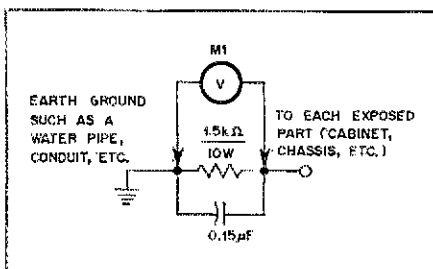 M1
V
EARTH GROUND
SUCH AS A
WATER PIPE,
CONDUIT, ETC.
1.5kΩ
10W
TO EACH EXPOSED
PART (CABINET,
CHASSIS, ETC.)
0.15µF